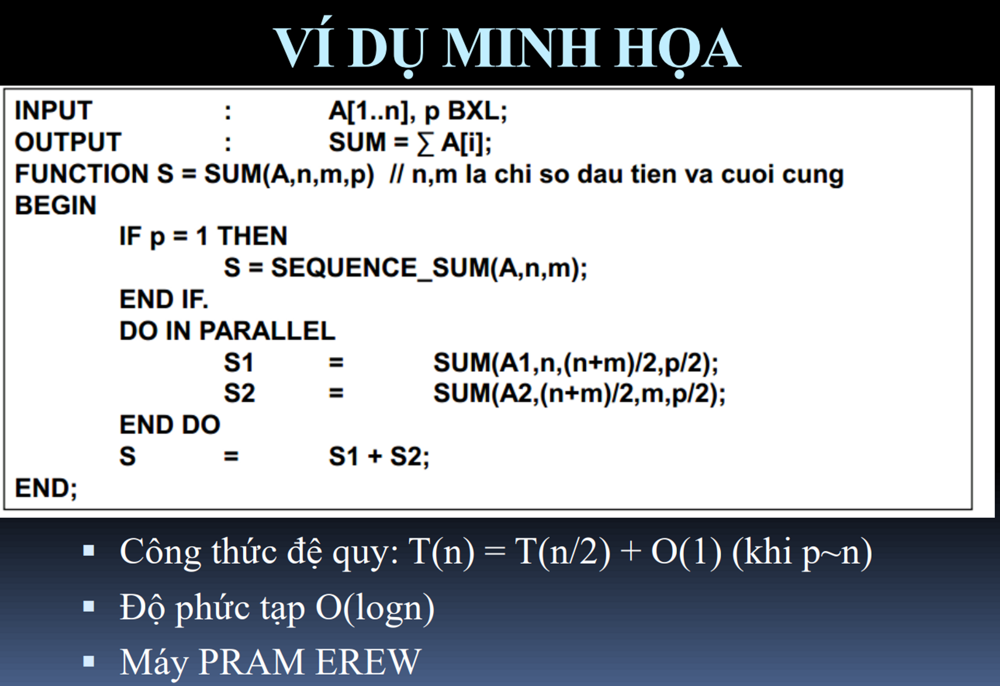 VÍ DỤ MINH HỌA
INPUT : A[1..n], p BXL;
OUTPUT : SUM = ∑ A[i];
FUNCTION S = SUM(A,n,m,p) // n,m la chi so dau tien va cuoi cung
BEGIN
IF p = 1 THEN
S = SEQUENCE_SUM(A,n,m);
END IF.
DO IN PARALLEL
S1 = SUM(A1,n,(n+m)/2,p/2);
S2 = SUM(A2,(n+m)/2,m,p/2);
END DO
S = S1 + S2;
END;
▪ Công thức đệ quy: T(n) = T(n/2) + O(1) (khi p~n)
▪ Độ phức tạp O(logn)
▪ Máy PRAM EREW